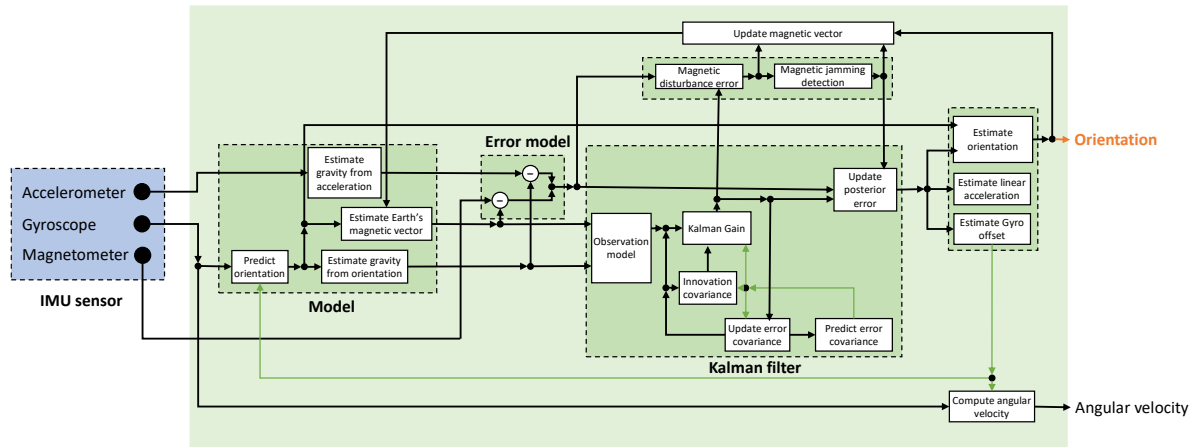 Update magnetic vector
Magnetic
disturbance error
Magnetic jamming
detection
Error model
Estimate
orientation
Orientation
Estimate
gravity from
acceleration
−
−
Accelerometer
Gyroscope
Magnetometer
IMU sensor
Estimate Earth's
magnetic vector
Predict
orientation
Estimate gravity
from orientation
Model
Observation
model
Kalman Gain
Innovation
covariance
Update error
covariance
Predict error
covariance
Kalman filter
Update
posterior
error
Estimate linear
acceleration
Estimate Gyro
offset
Compute angular
velocity
Angular velocity